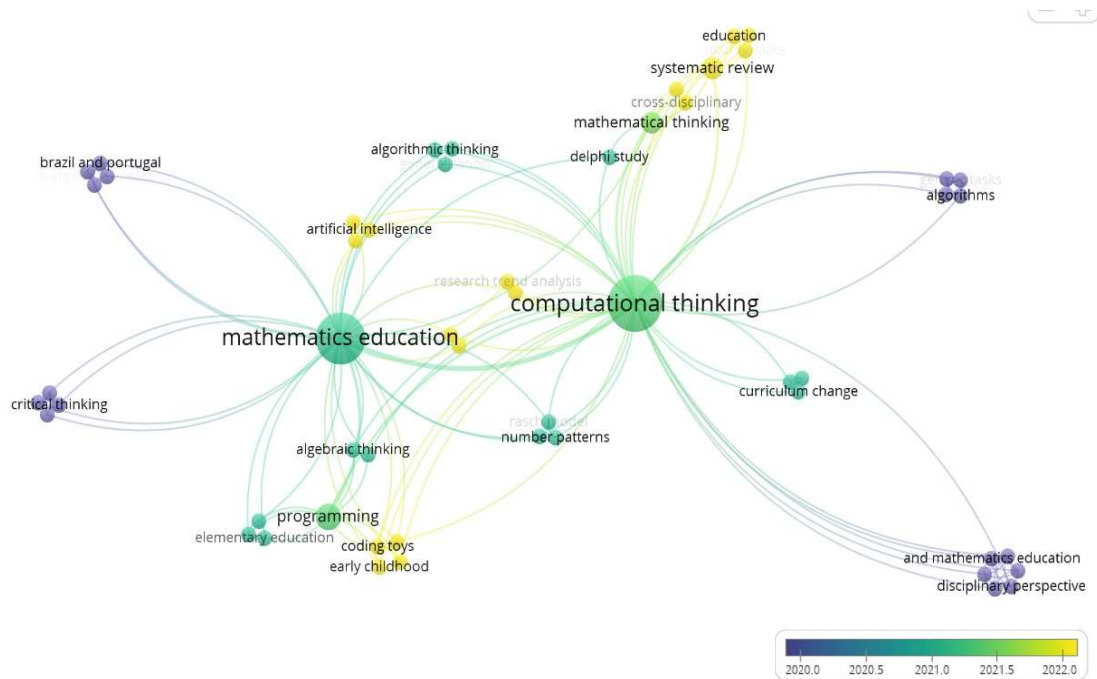 education
systematic review
cross-disciplinary
mathematical thinking
algorithmic thinking
delphi study
brazil and portugal
algorithms
artificial intelligence
research trend analysis
computational thinking
mathematics education
critical thinking
curriculum change
rasch model
number patterns
algebraic thinking
programming
elementary education
coding toys
early childhood
and mathematics education
disciplinary perspective
2020.0 2020.5 2021.0 2021.5 2022.0